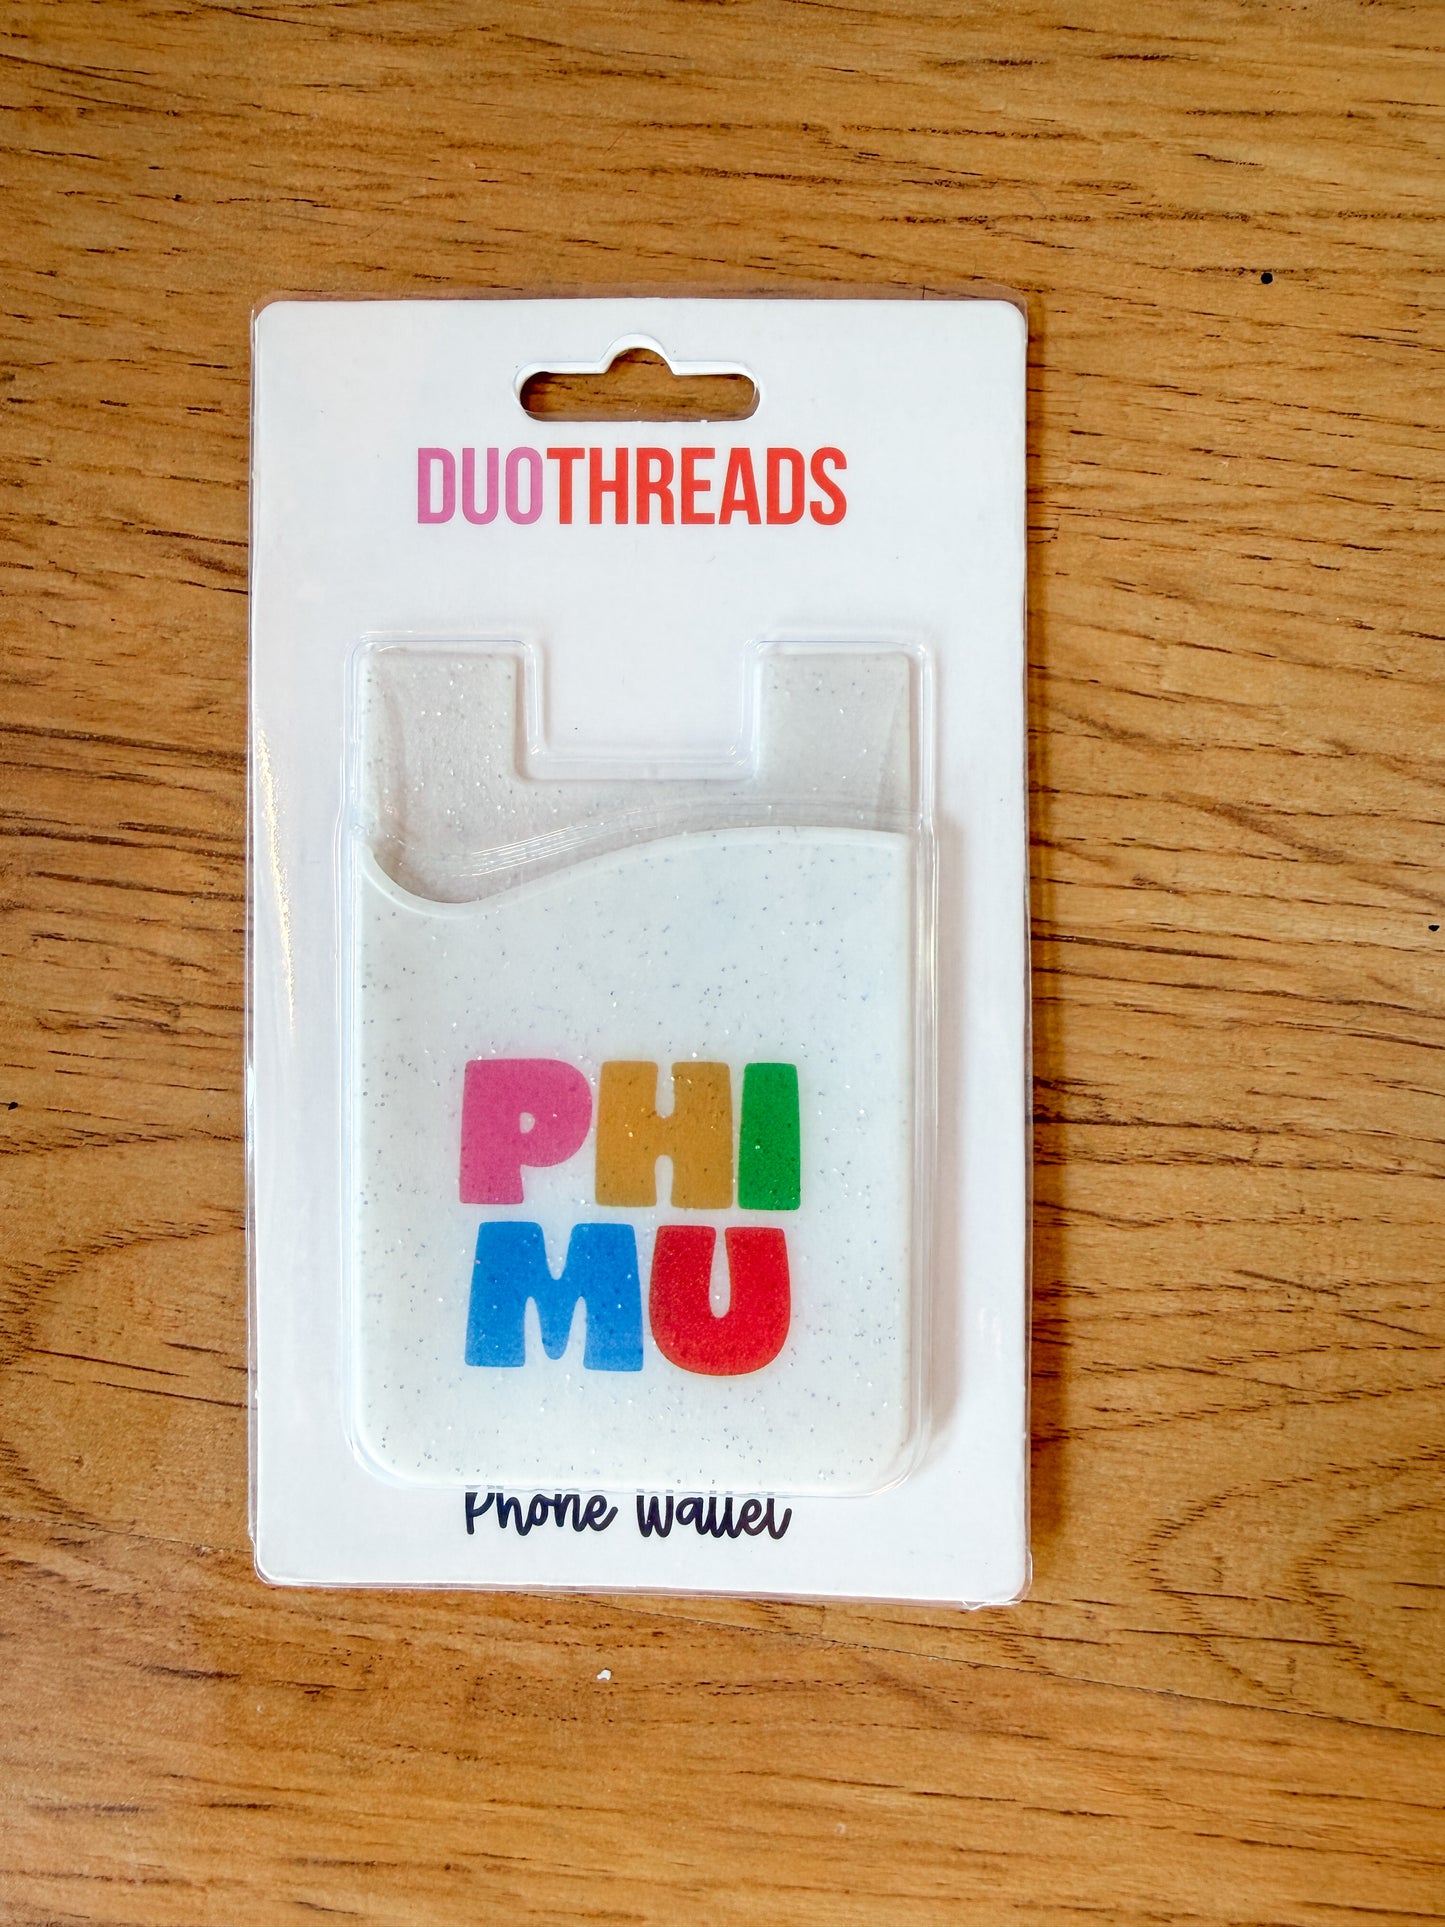 DUOTHREADS
PHI
MU
Phone Wallet